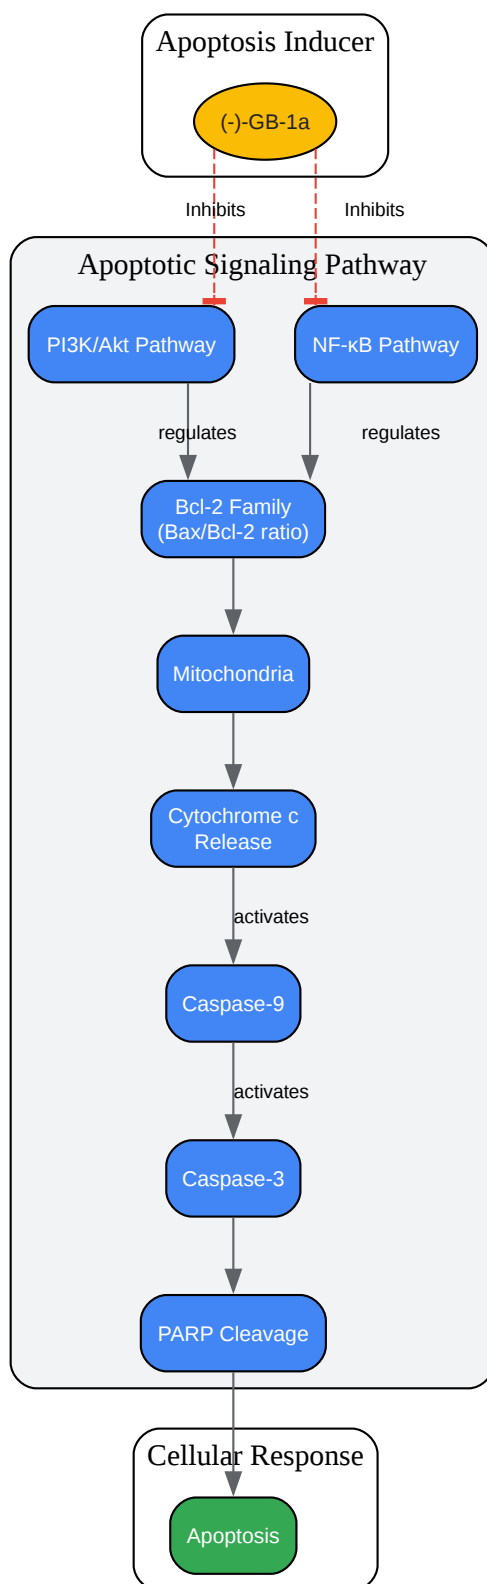 Apoptosis Inducer
(-)-GB-1a
Inhibits
Inhibits
Apoptotic Signaling Pathway
PI3K/Akt Pathway
NF-κB Pathway
regulates
regulates
Bcl-2 Family
(Bax/Bcl-2 ratio)
Mitochondria
Cytochrome c
Release
activates
Caspase-9
activates
Caspase-3
PARP Cleavage
Cellular Response
Apoptosis